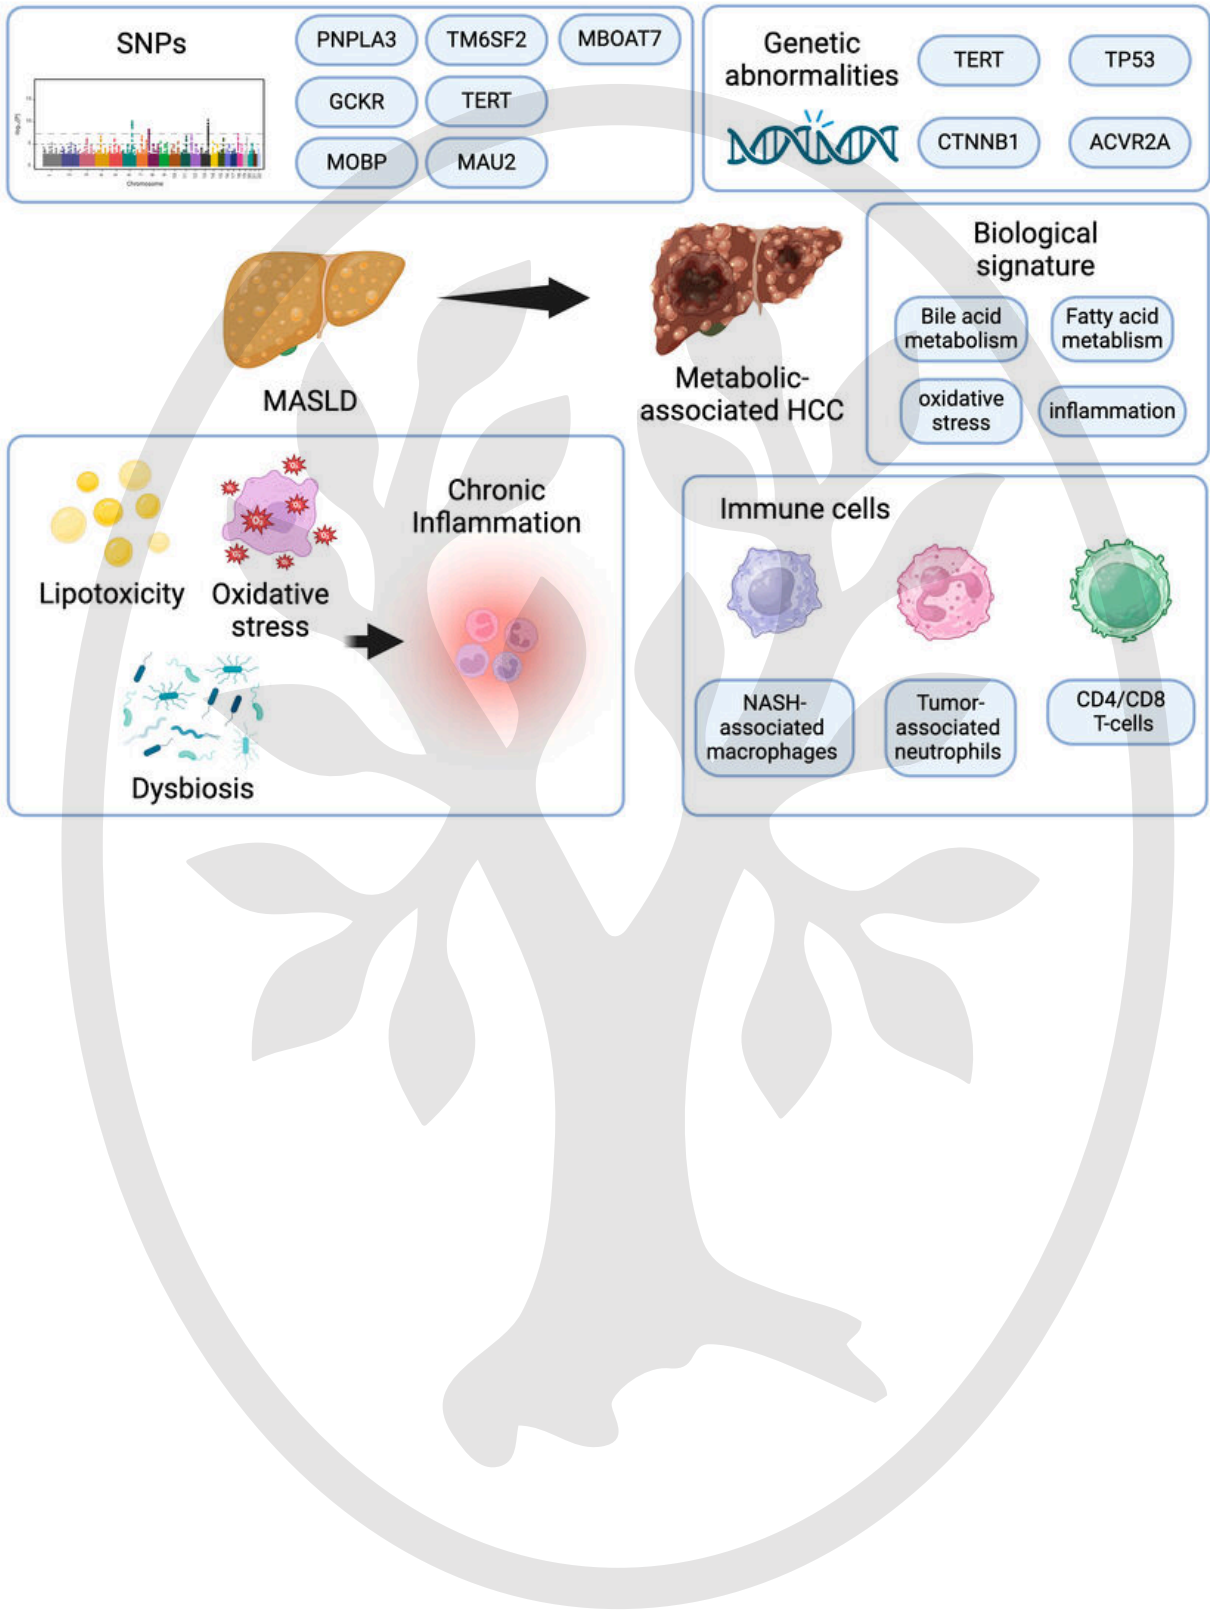 SNPs
PNPLA3
TM6SF2
MBOAT7
GCKR
TERT
MOBP
MAU2
Chromosome
Genetic
abnormalities
TERT
TP53
CTNNB1
ACVR2A
MASLD
Metabolic-
associated HCC
Biological
signature
Bile acid
metabolism
Fatty acid
metablism
oxidative
stress
inflammation
Lipotoxicity
Oxidative
stress
Dysbiosis
Chronic
Inflammation
Immune cells
NASH-
associated
macrophages
Tumor-
associated
neutrophils
CD4/CD8
T-cells